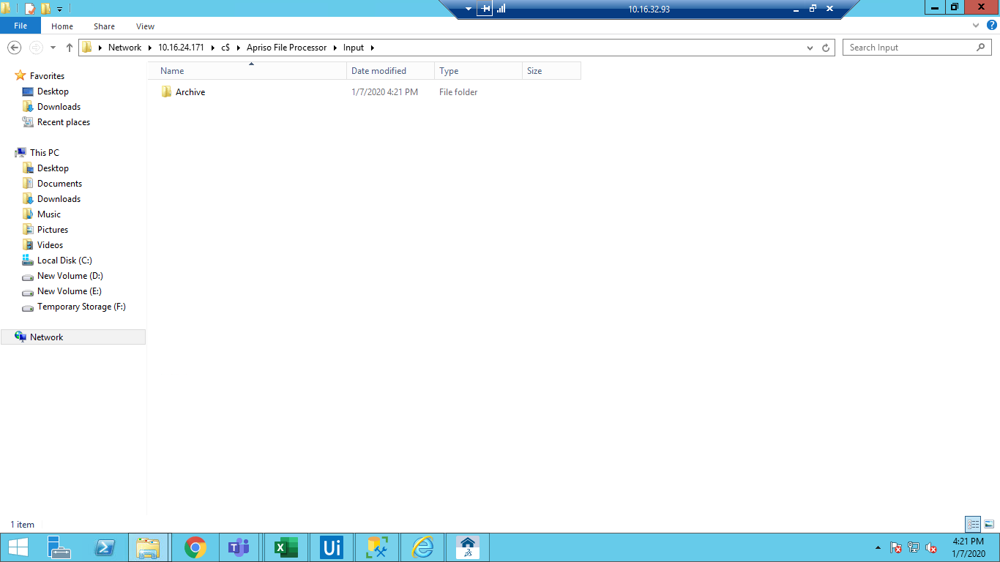 10.16.32.93
File Home Share View
Network 10.16.24.171 c$ Apriso File Processor Input
Search Input
Name Date modified Type Size
Archive 1/7/2020 4:21 PM File folder
Favorites
Desktop
Downloads
Recent places
This PC
Desktop
Documents
Downloads
Music
Pictures
Videos
Local Disk (C:)
New Volume (D:)
New Volume (E:)
Temporary Storage (F:)
Network
1 item
Ui
4:21 PM
1/7/2020